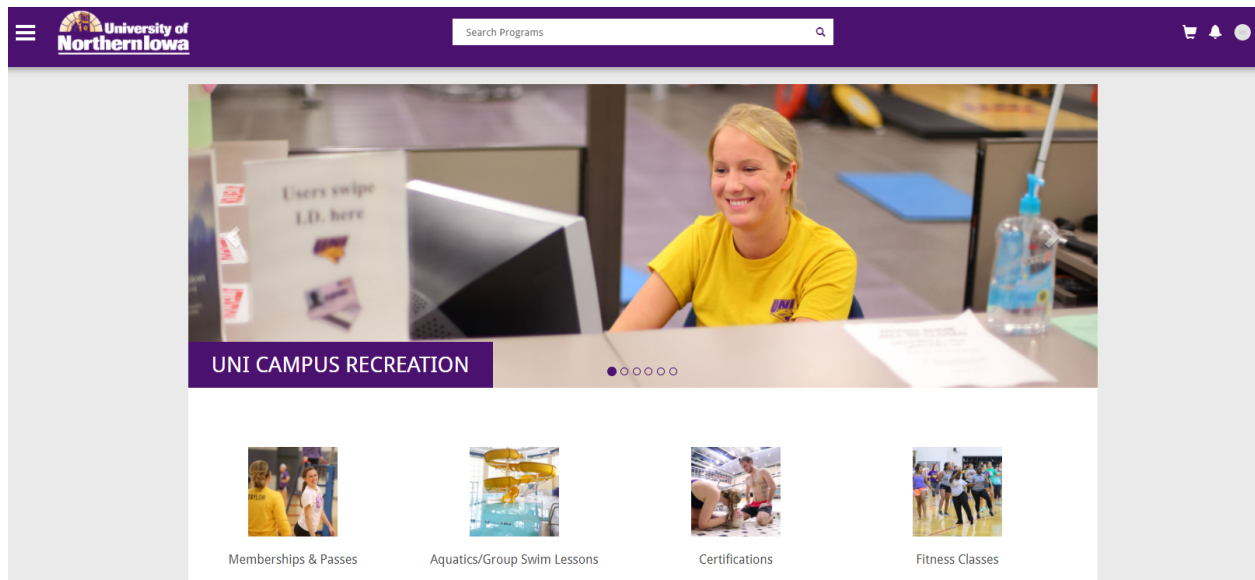 University of
Northern Iowa
Search Programs
Users swipe
I.D. here
UNI
UNI
UNI CAMPUS RECREATION
Memberships & Passes
Aquatics/Group Swim Lessons
Certifications
Fitness Classes